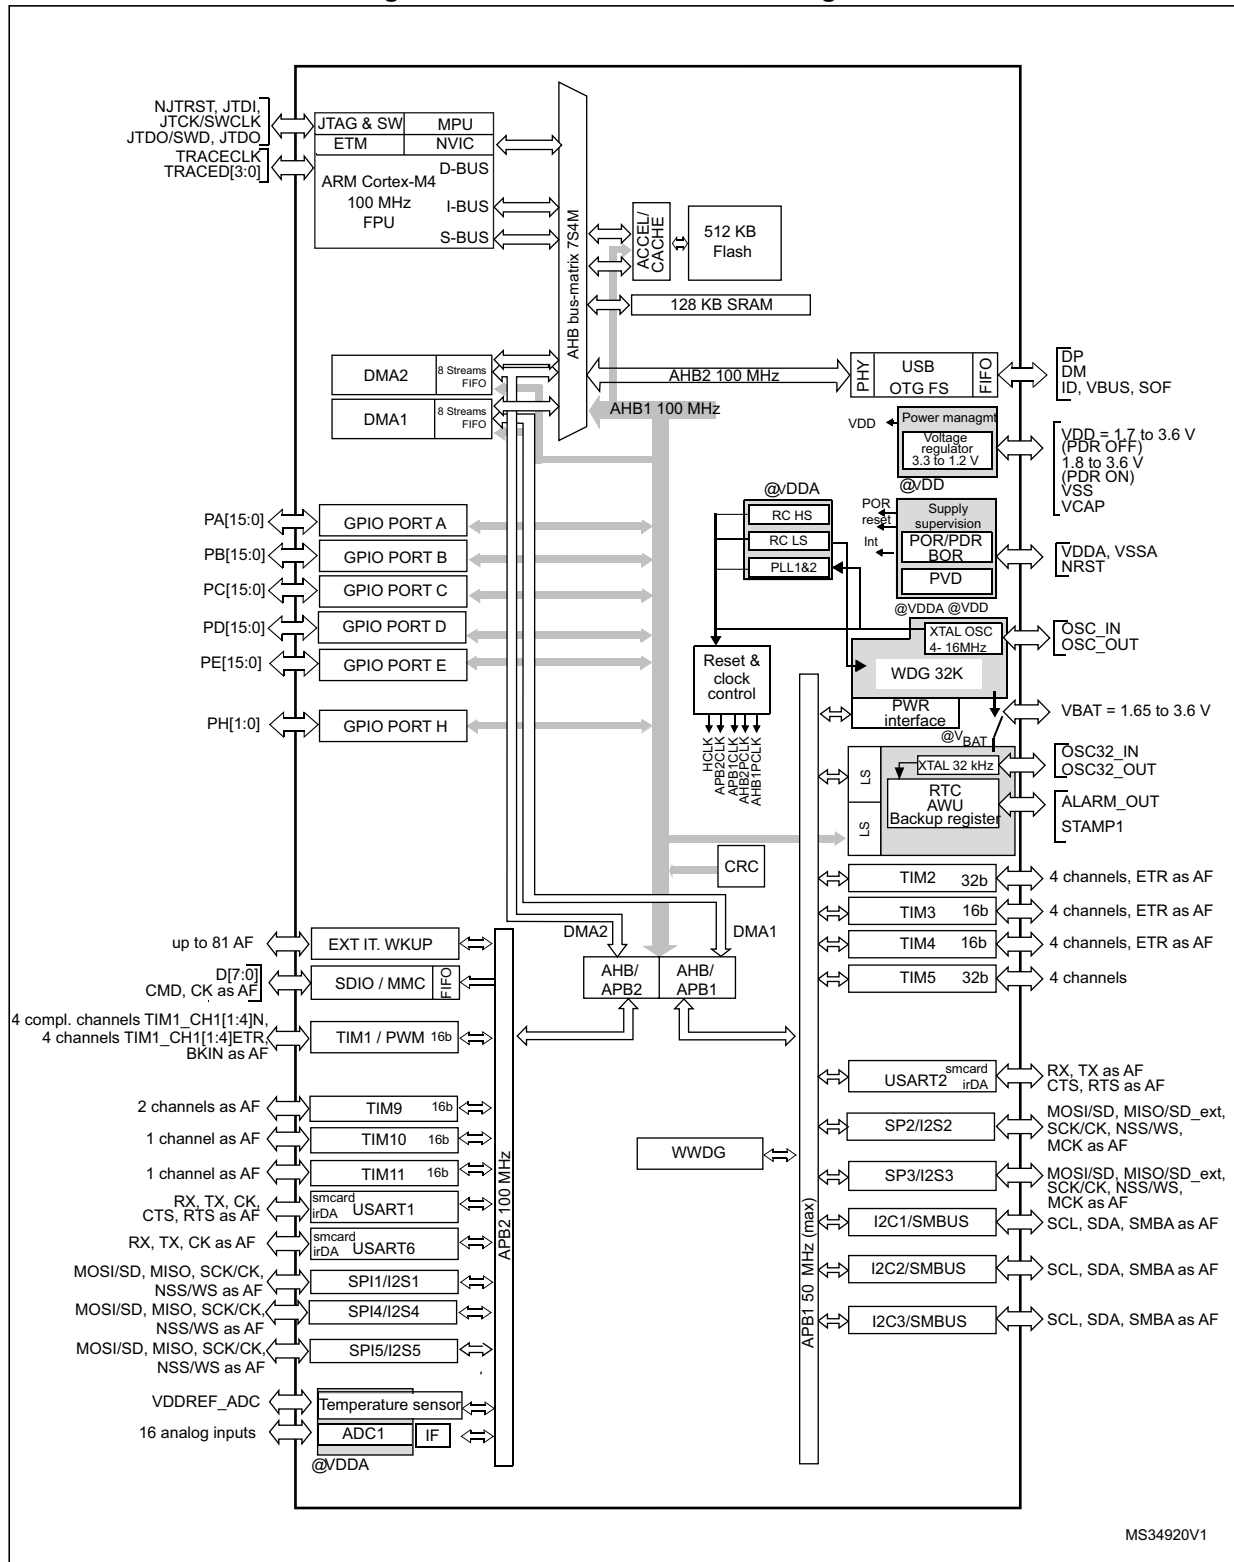 NJTRST, JTDI,
JTCK/SWCLK
JTDO/SWD, JTDO
TRACECLK
TRACED[3:0]
JTAG & SW
MPU
ETM
NVIC
D-BUS
ARM Cortex-M4
100 MHz
FPU
I-BUS
S-BUS
AHB bus-matrix 7S4M
ACCEL/
CACHE
512 KB
Flash
128 KB SRAM
DMA2
8 Streams
FIFO
DMA1
8 Streams
FIFO
AHB2 100 MHz
AHB1 100 MHz
PHY
USB
OTG FS
FIFO
DP
DM
ID, VBUS, SOF
VDD
Power managmt
Voltage
regulator
3.3 to 1.2 V
@VDD
VDD = 1.7 to 3.6 V
(PDR OFF)
1.8 to 3.6 V
(PDR ON)
VSS
VCAP
@VDDA
RC HS
RC LS
PLL1&2
POR
reset
Int
Supply
supervision
POR/PDR
BOR
PVD
@VDDA @VDD
VDDA, VSSA
NRST
XTAL OSC
4- 16MHz
WDG 32K
OSC_IN
OSC_OUT
PWR
interface
VBAT = 1.65 to 3.6 V
@VBAT
Reset &
clock
control
HCLK
APB2CLK
APB1CLK
AHB2PCLK
AHB1PCLK
LS
LS
XTAL 32 kHz
RTC
AWU
Backup register
OSC32_IN
OSC32_OUT
ALARM_OUT
STAMP1
PA[15:0]
GPIO PORT A
PB[15:0]
GPIO PORT B
PC[15:0]
GPIO PORT C
PD[15:0]
GPIO PORT D
PE[15:0]
GPIO PORT E
PH[1:0]
GPIO PORT H
CRC
DMA2
DMA1
AHB/
APB2
AHB/
APB1
TIM2
32b
4 channels, ETR as AF
TIM3
16b
4 channels, ETR as AF
TIM4
16b
4 channels, ETR as AF
TIM5
32b
4 channels
up to 81 AF
EXT IT. WKUP
D[7:0]
CMD, CK as AF
SDIO / MMC
FIFO
4 compl. channels TIM1_CH1[1:4]N,
4 channels TIM1_CH1[1:4]ETR,
BKIN as AF
TIM1 / PWM
16b
2 channels as AF
TIM9
16b
1 channel as AF
TIM10
16b
1 channel as AF
TIM11
16b
RX, TX, CK,
CTS, RTS as AF
smcard
irDA
USART1
RX, TX, CK as AF
smcard
irDA
USART6
MOSI/SD, MISO, SCK/CK,
NSS/WS as AF
SPI1/I2S1
MOSI/SD, MISO, SCK/CK,
NSS/WS as AF
SPI4/I2S4
MOSI/SD, MISO, SCK/CK,
NSS/WS as AF
SPI5/I2S5
VDDREF_ADC
Temperature sensor
16 analog inputs
ADC1
IF
@VDDA
APB2 100 MHz
WWDG
APB1 50 MHz (max)
USART2
smcard
irDA
RX, TX as AF
CTS, RTS as AF
SP2/I2S2
MOSI/SD, MISO/SD_ext,
SCK/CK, NSS/WS,
MCK as AF
SP3/I2S3
MOSI/SD, MISO/SD_ext,
SCK/CK, NSS/WS,
MCK as AF
I2C1/SMBUS
SCL, SDA, SMBA as AF
I2C2/SMBUS
SCL, SDA, SMBA as AF
I2C3/SMBUS
SCL, SDA, SMBA as AF
MS34920V1